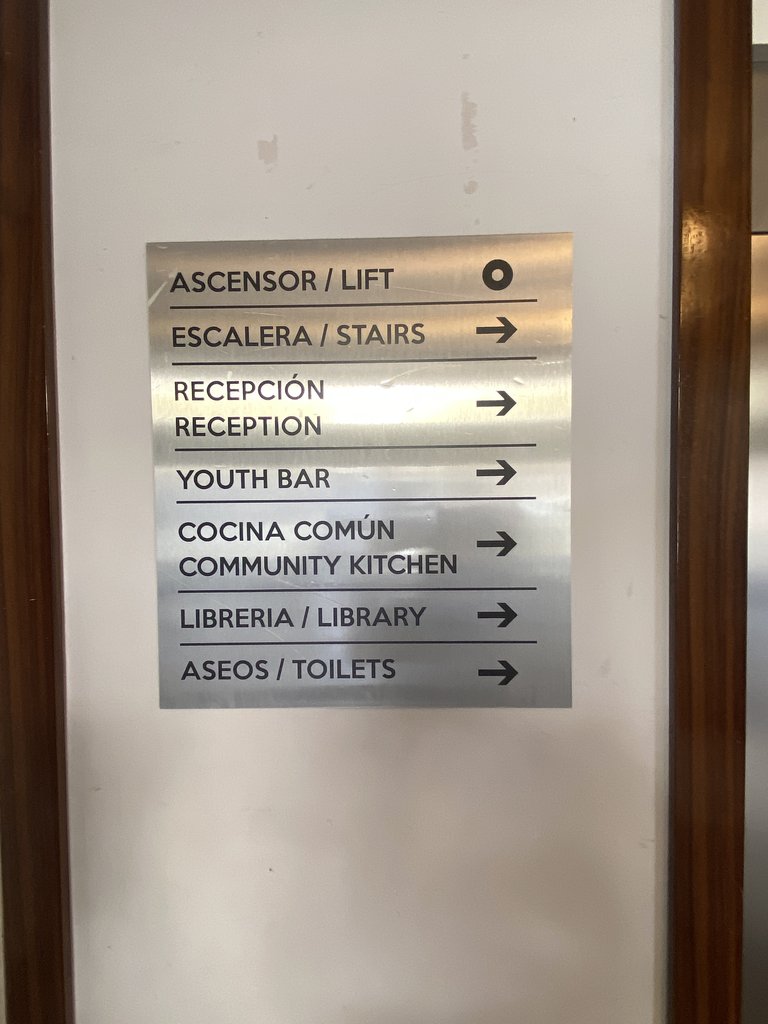 ASCENSOR / LIFT
ESCALERA / STAIRS
RECEPCIÓN
RECEPTION
YOUTH BAR
COCINA COMÚN
COMMUNITY KITCHEN
LIBRERIA / LIBRARY
ASEOS / TOILETS